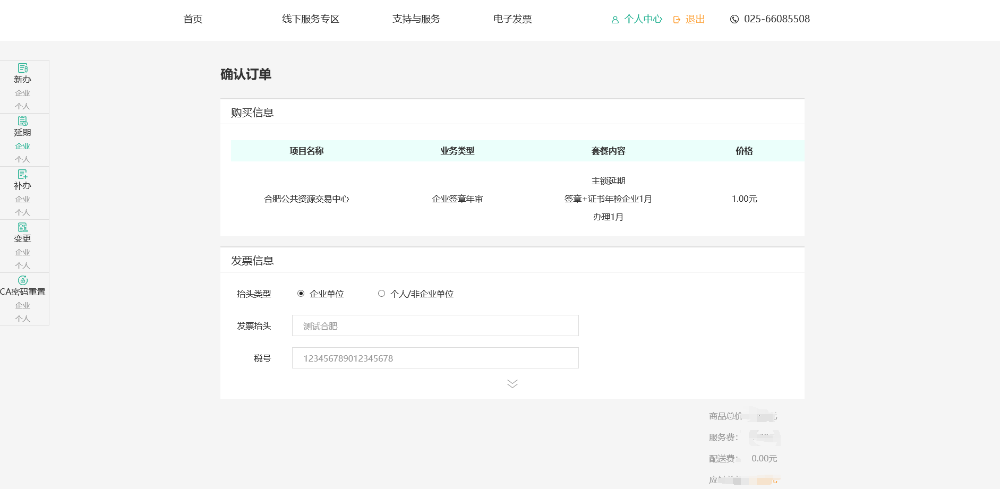 首页 线下服务专区 支持与服务 电子发票 个人中心 退出 025-66085508
新办
企业
个人
延期
企业
个人
补办
企业
个人
变更
企业
个人
CA密码重置
企业
个人
确认订单
购买信息
项目名称 业务类型 套餐内容 价格
合肥公共资源交易中心 企业签章年审 主锁延期 1.00元
签章+证书年检企业1月
办理1月
发票信息
抬头类型 企业单位 个人/非企业单位
发票抬头 测试合肥
税号 123456789012345678
商品总价 元
服务费：
配送费： 0.00元
应